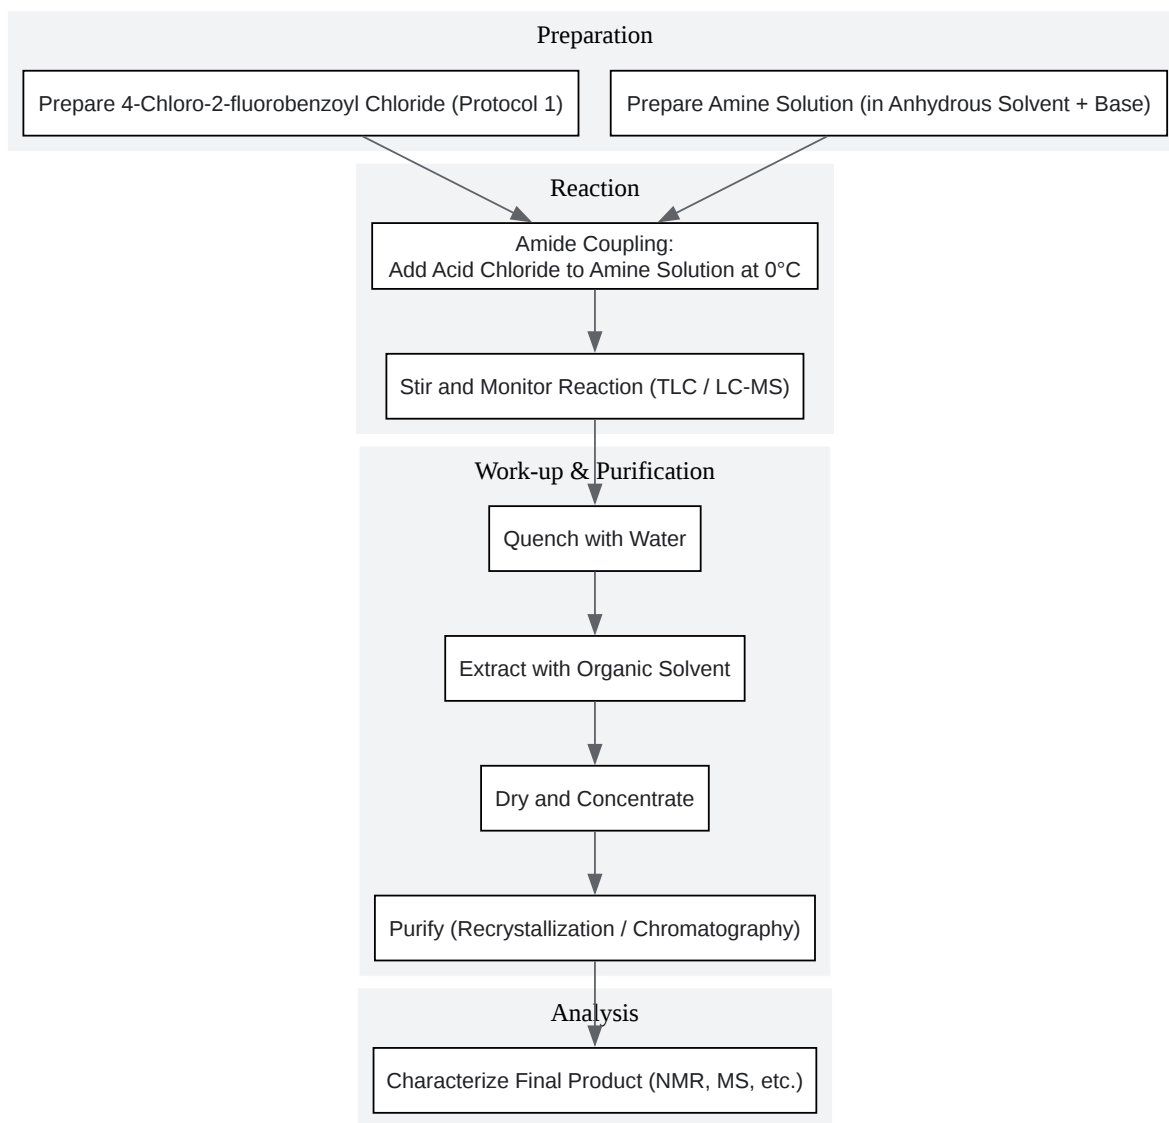 Preparation
Prepare 4-Chloro-2-fluorobenzoyl Chloride (Protocol 1)
Prepare Amine Solution (in Anhydrous Solvent + Base)
Reaction
Amide Coupling:
Add Acid Chloride to Amine Solution at 0°C
Stir and Monitor Reaction (TLC / LC-MS)
Work-up & Purification
Quench with Water
Extract with Organic Solvent
Dry and Concentrate
Purify (Recrystallization / Chromatography)
Analysis
Characterize Final Product (NMR, MS, etc.)